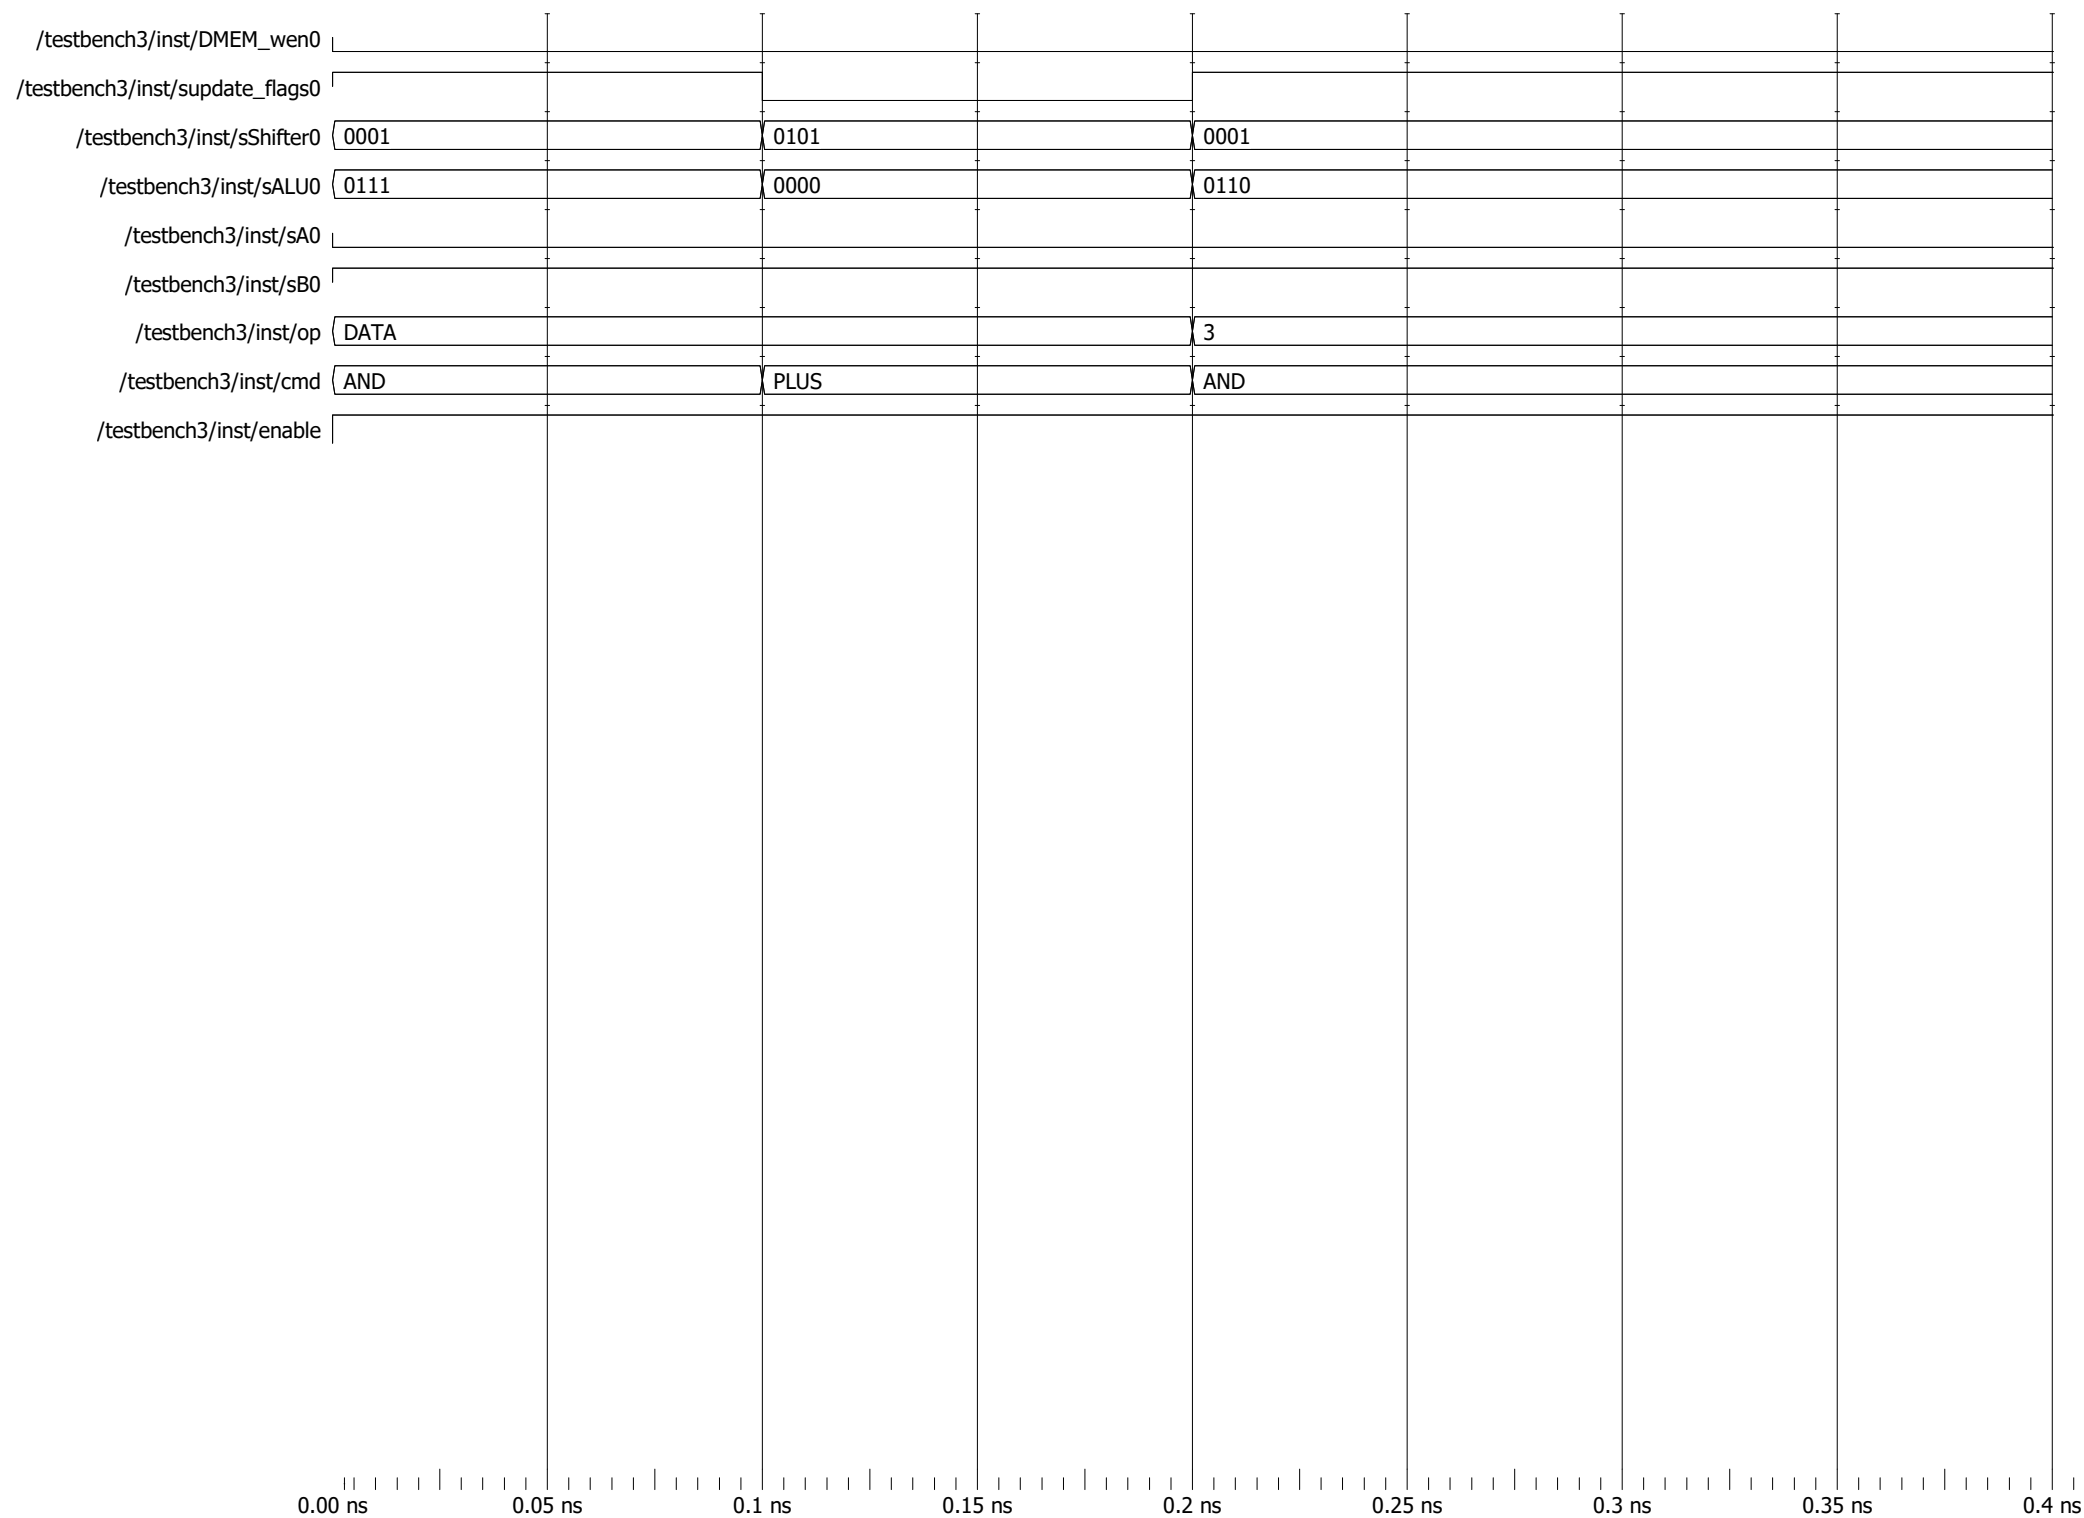 /testbench3/inst/DMEM_wen0
/testbench3/inst/supdate_flags0
/testbench3/inst/sShifter0 0001 0101 0001
/testbench3/inst/sALU0 0111 0000 0110
/testbench3/inst/sA0
/testbench3/inst/sB0
/testbench3/inst/op DATA 3
/testbench3/inst/cmd AND PLUS AND
/testbench3/inst/enable
0.00 ns 0.05 ns 0.1 ns 0.15 ns 0.2 ns 0.25 ns 0.3 ns 0.35 ns 0.4 ns